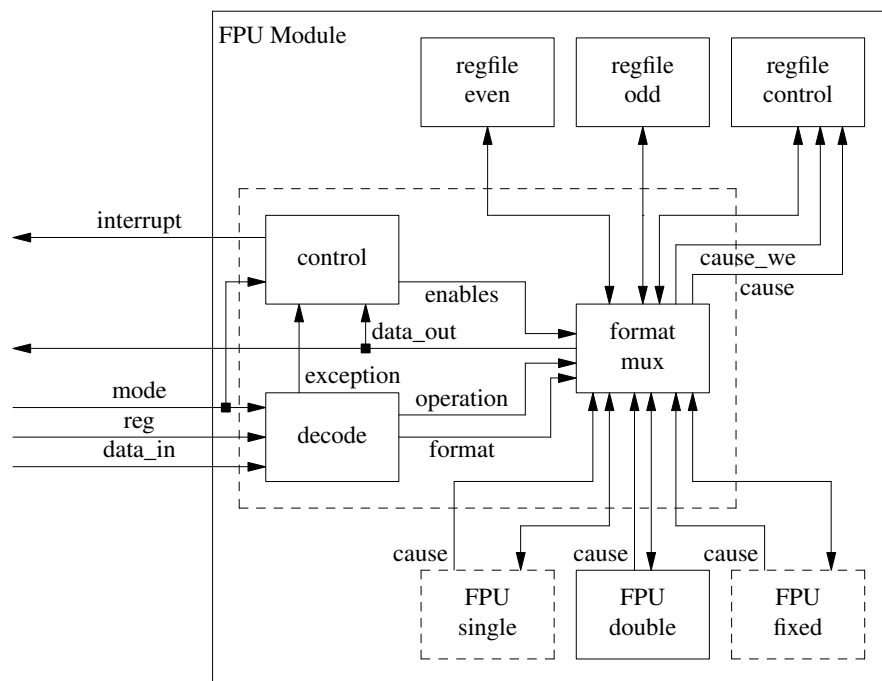 FPU Module
regfile
even
regfile
odd
regfile
control
interrupt
control
cause_we
cause
enables
data_out
format
mux
exception
mode
operation
reg
decode
data_in
format
cause
cause
cause
FPU
single
FPU
double
FPU
fixed